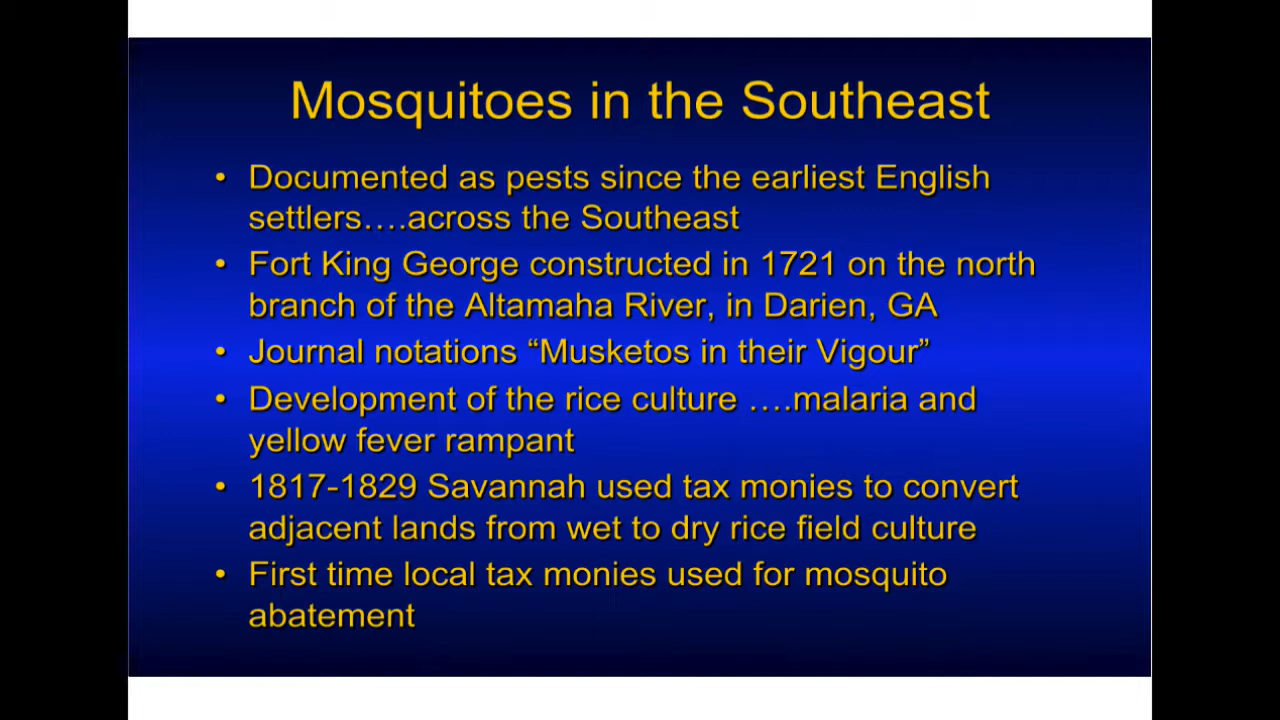 Mosquitoes in the Southeast
• Documented as pests since the earliest English
settlers….across the Southeast
• Fort King George constructed in 1721 on the north
branch of the Altamaha River, in Darien, GA
• Journal notations “Musketos in their Vigour”
• Development of the rice culture ….malaria and
yellow fever rampant
• 1817-1829 Savannah used tax monies to convert
adjacent lands from wet to dry rice field culture
• First time local tax monies used for mosquito
abatement